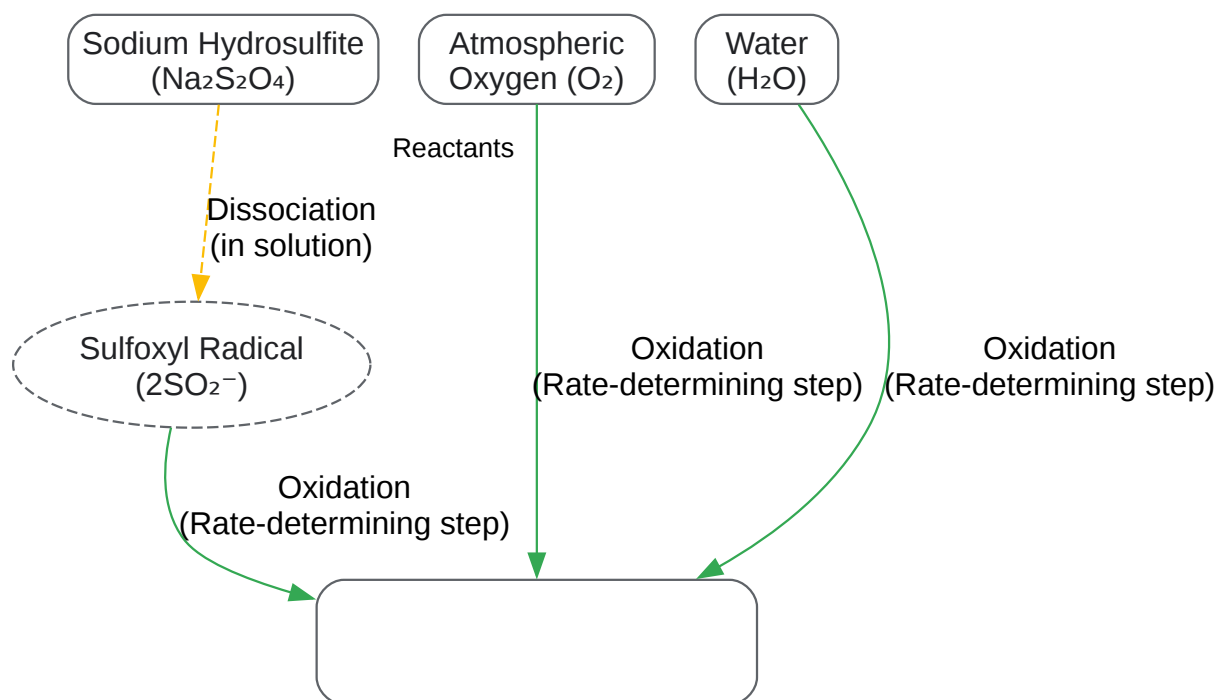 Sodium Hydrosulfite
(Na₂S₂O₄)
Atmospheric
Oxygen (O₂)
Water
(H₂O)
Reactants
Dissociation
(in solution)
Sulfoxyl Radical
(2SO₂⁻)
Oxidation
(Rate-determining step)
Oxidation
(Rate-determining step)
Oxidation
(Rate-determining step)